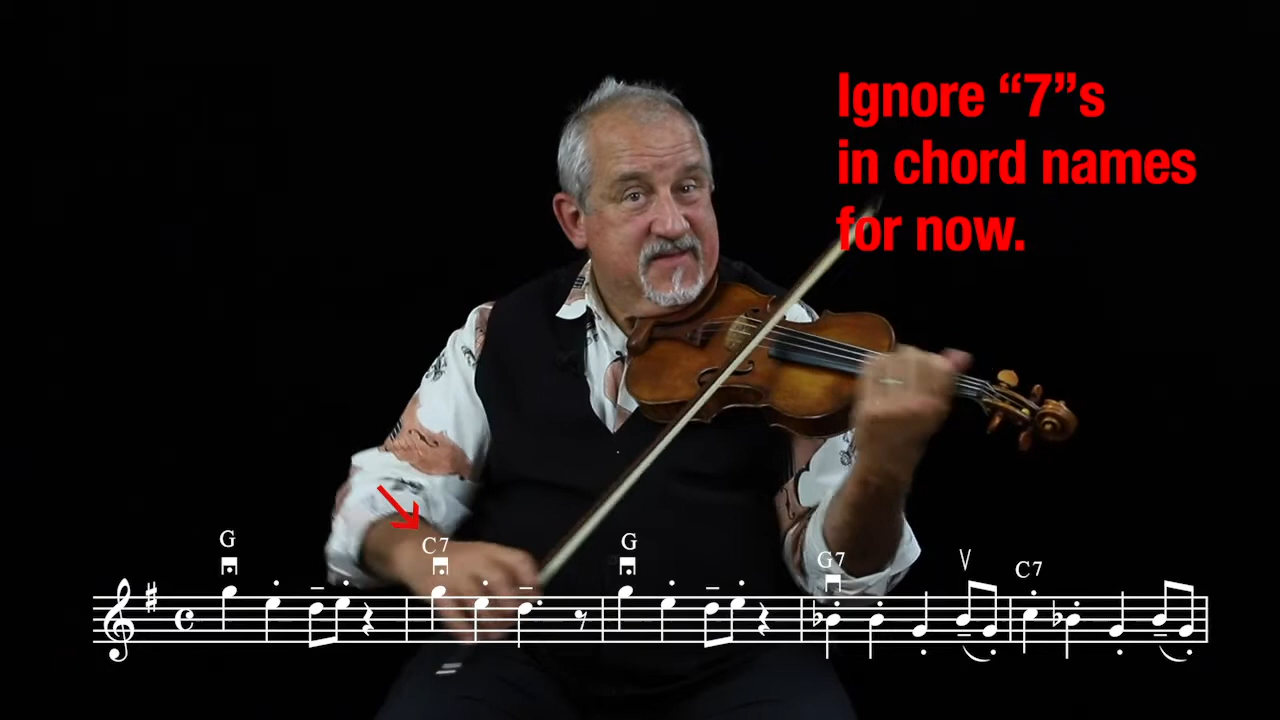 Ignore “7”s
in chord names
for now.
G C7 G G7 C7